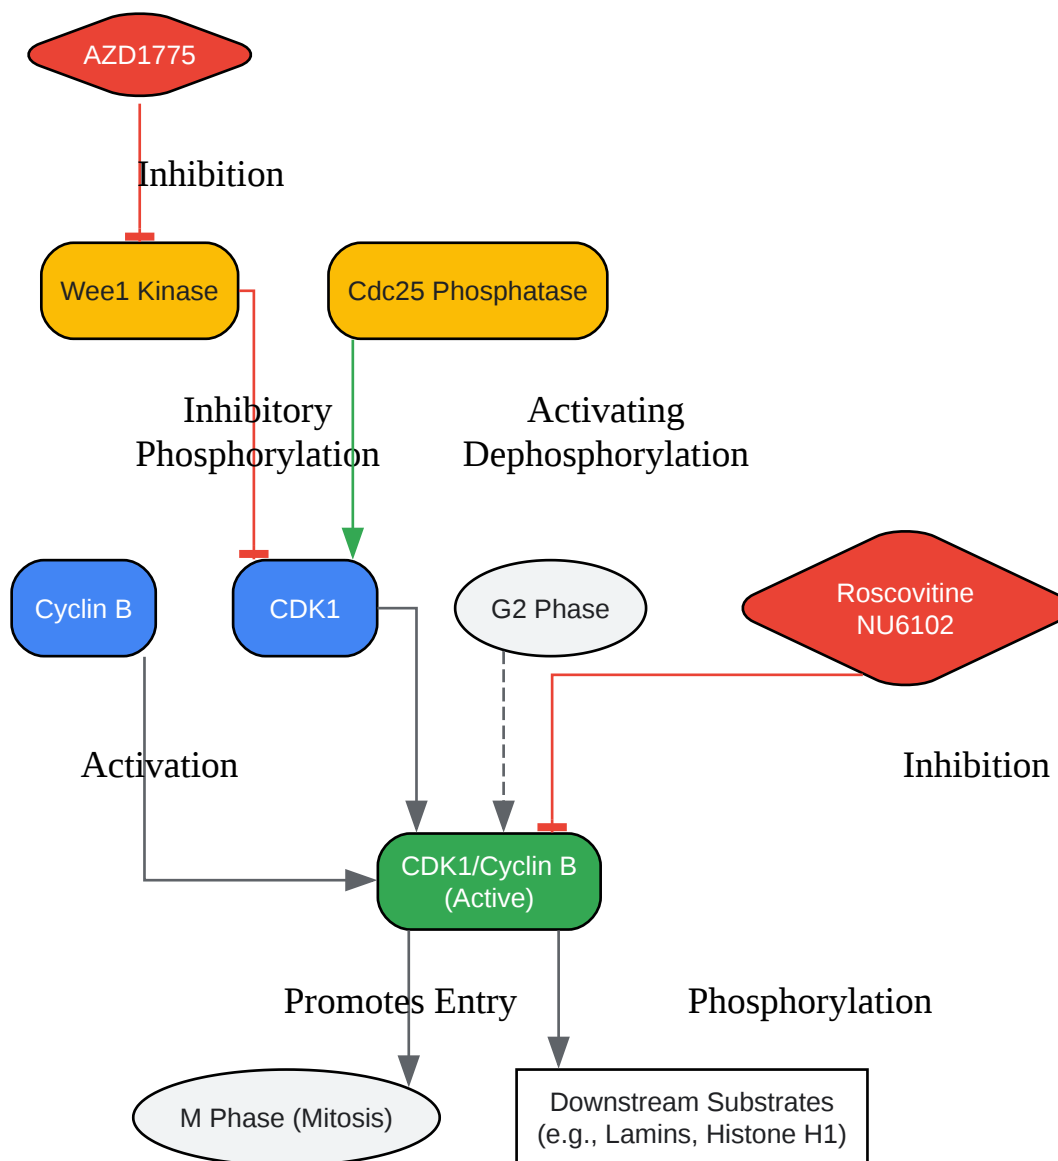 AZD1775
Inhibition
Wee1 Kinase
Cdc25 Phosphatase
Inhibitory
Phosphorylation
Activating
Dephosphorylation
Cyclin B
CDK1
G2 Phase
Roscovitine
NU6102
Activation
Inhibition
CDK1/Cyclin B
(Active)
Promotes Entry
Phosphorylation
M Phase (Mitosis)
Downstream Substrates
(e.g., Lamins, Histone H1)